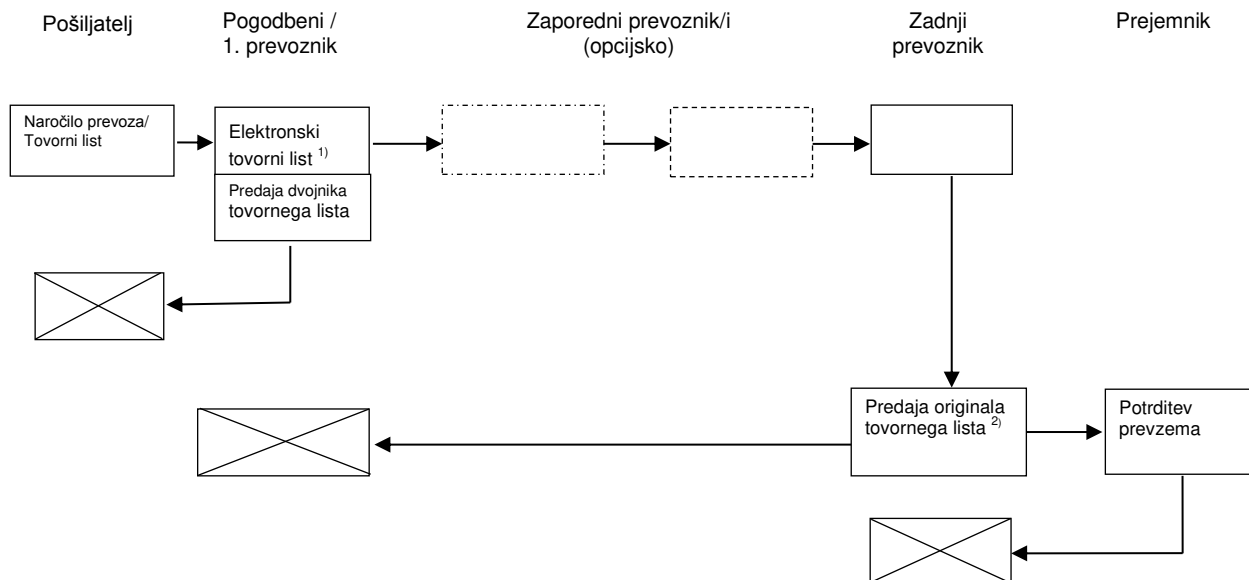 Pošiljatelj
Pogodbeni /
1. prevoznik
Zaporedni prevoznik/i
(opcijsko)
Zadnji
prevoznik
Prejemnik
Naročilo prevoza/
Tovorni list
Elektronski
tovorni list 1)
Predaja dvojnika
tovornega lista
Predaja originala
tovornega lista 2)
Potrditev
prevzema